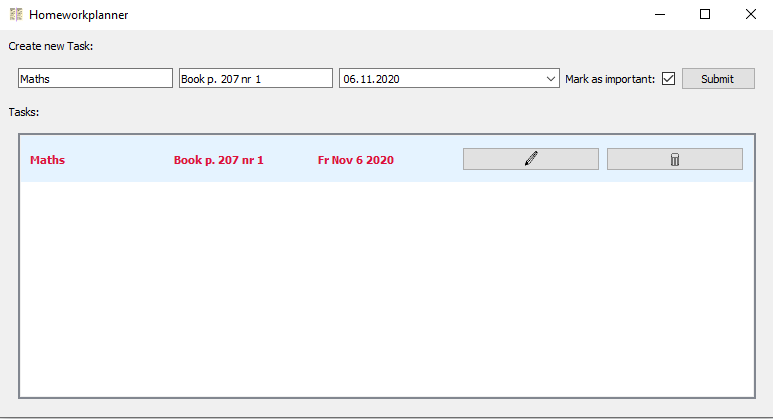 Homeworkplanner
Create new Task:
Maths Book p. 207 nr 1 06.11.2020 Mark as important: Submit
Tasks:
Maths Book p. 207 nr 1 Fr Nov 6 2020